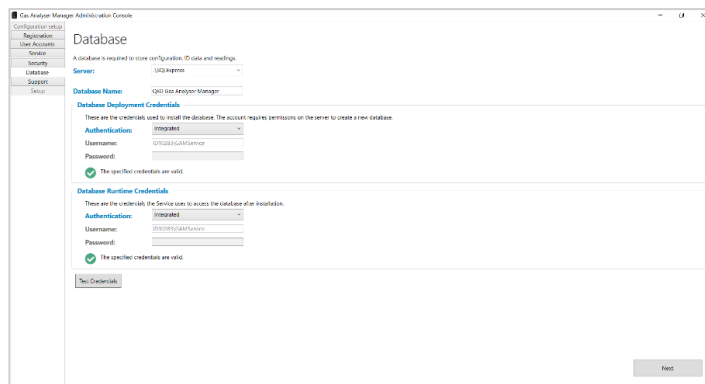 Gas Analyser Manager Administration Console
Configuration setup
Registration
User Accounts
Service
Security
Database
Support
Setup
Database
A database is required to store configuration, ID data and readings.
Server:
.\SQLExpress
Database Name:
Gas Analyser Manager
Database Deployment Credentials
These are the credentials used to install the database. The account requires permissions on the server to create a new database.
Authentication:
Integrated
Username:
Password:
The specified credentials are valid.
Database Runtime Credentials
These are the credentials the Service uses to access the database after installation.
Authentication:
Integrated
Username:
Password:
The specified credentials are valid.
Test Credentials
Next